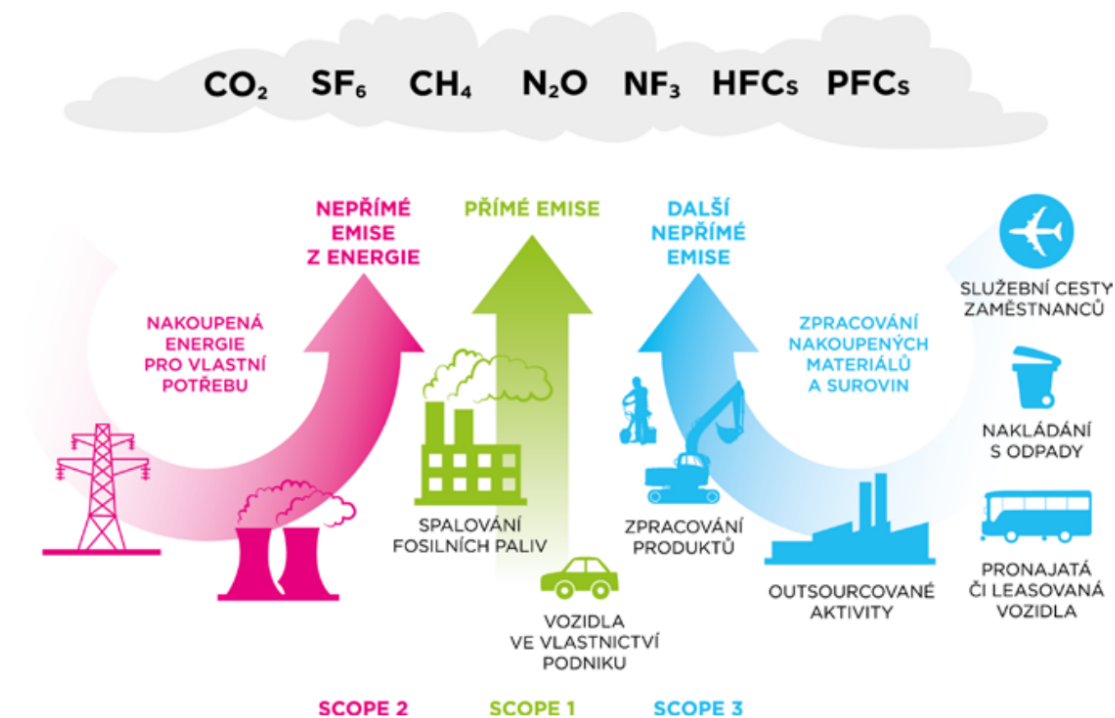 CO₂ SF₆ CH₄ N₂O NF₃ HFCs PFCs
NEPŘÍMÉ
EMISE
Z ENERGIE
PŘÍMÉ EMISE
DALŠÍ
NEPŘÍMÉ
EMISE
NAKOUPENÁ
ENERGIE
PRO VLASTNÍ
POTŘEBU
ZPRACOVÁNÍ
NAKOUPENÝCH
MATERIÁLŮ
A SUROVIN
SLUŽEBNÍ CESTY
ZAMĚSTNANCŮ
NAKLÁDÁNÍ
S ODPADY
SPALOVÁNÍ
FOSILNÍCH PALIV
ZPRACOVÁNÍ
PRODUKTŮ
OUTSOURCOVANÉ
AKTIVITY
PRONAJATÁ
ČI LEASOVANÁ
VOZIDLA
VOZIDLA
VE VLASTNICTVÍ
PODNIKU
SCOPE 2
SCOPE 1
SCOPE 3